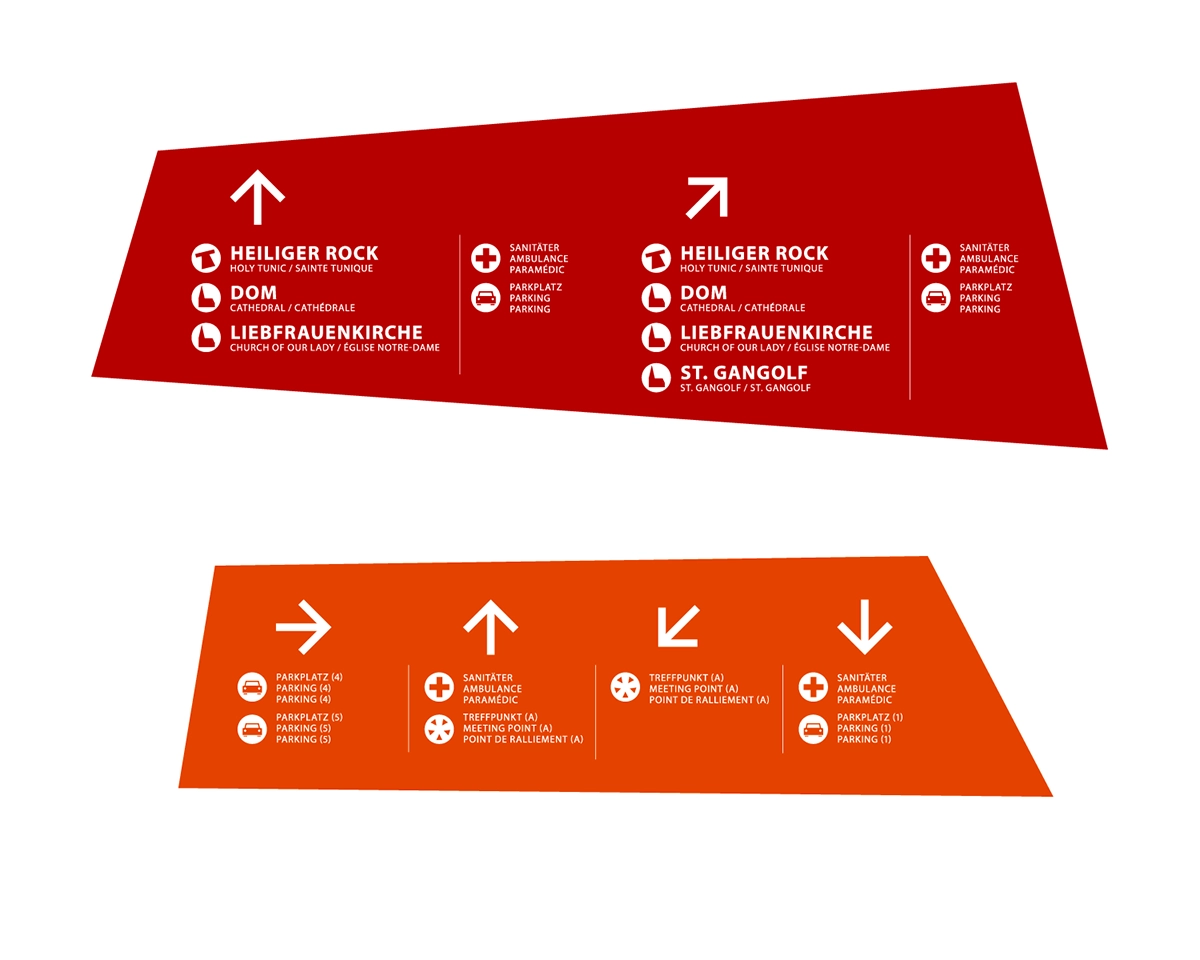 HEILIGER ROCK
HOLY TUNIC / SAINTE TUNIQUE
DOM
CATHEDRAL / CATHÉDRALE
LIEBFRAUENKIRCHE
CHURCH OF OUR LADY / ÉGLISE NOTRE-DAME
SANITÄTER
AMBULANCE
PARAMÉDIC
PARKPLATZ
PARKING
PARKING
HEILIGER ROCK
HOLY TUNIC / SAINTE TUNIQUE
DOM
CATHEDRAL / CATHÉDRALE
LIEBFRAUENKIRCHE
CHURCH OF OUR LADY / ÉGLISE NOTRE-DAME
ST. GANGOLF
ST. GANGOLF / ST. GANGOLF
SANITÄTER
AMBULANCE
PARAMÉDIC
PARKPLATZ
PARKING
PARKING
PARKPLATZ (4)
PARKING (4)
PARKING (4)
PARKPLATZ (5)
PARKING (5)
PARKING (5)
SANITÄTER
AMBULANCE
PARAMÉDIC
TREFFPUNKT (A)
MEETING POINT (A)
POINT DE RALLIEMENT (A)
TREFFPUNKT (A)
MEETING POINT (A)
POINT DE RALLIEMENT (A)
SANITÄTER
AMBULANCE
PARAMÉDIC
PARKPLATZ (1)
PARKING (1)
PARKING (1)